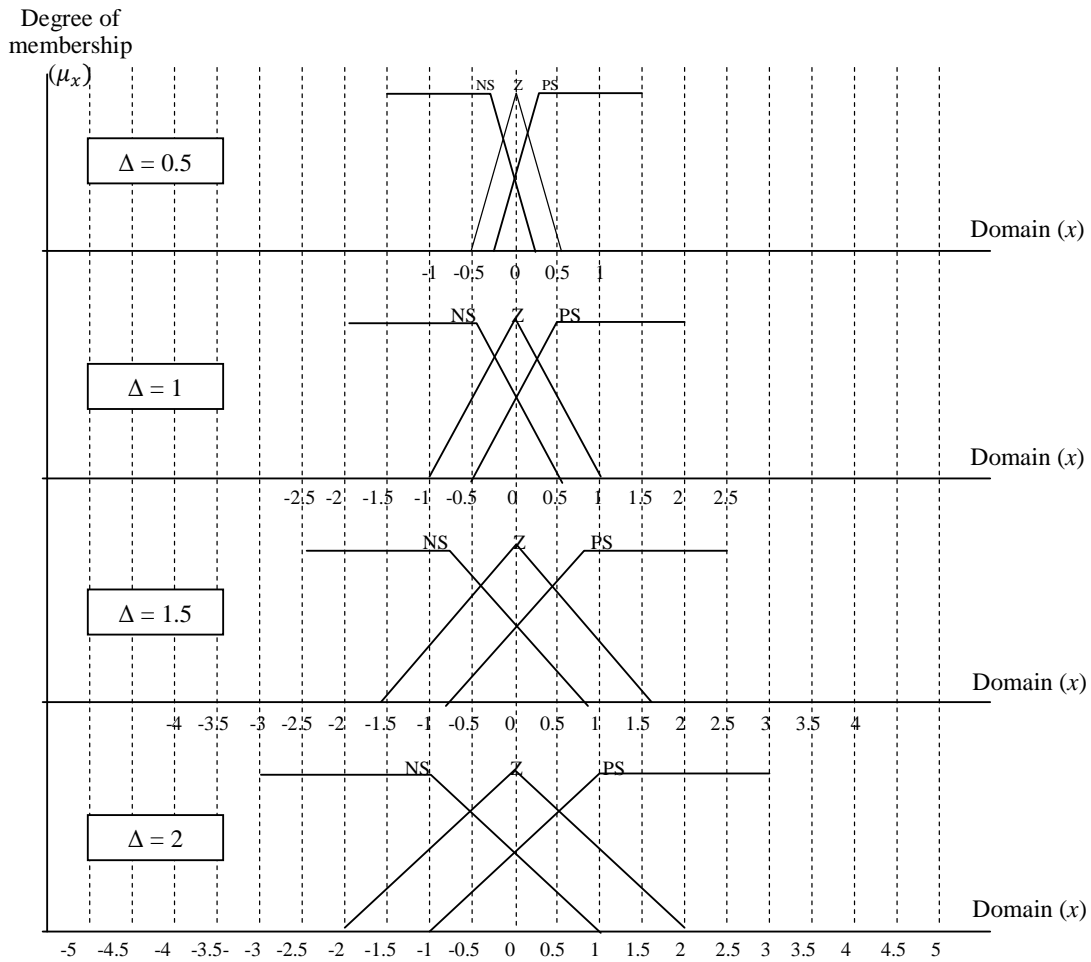 Degree of
membership
(μx)
NS Z PS
Δ = 0.5
Domain (x)
-1 -0.5 0 0.5 1
NS Z PS
Δ = 1
Domain (x)
-2.5 -2 -1.5 -1 -0.5 0 0.5 1 1.5 2 2.5
NS Z PS
Δ = 1.5
Domain (x)
-4 -3.5 -3 -2.5 -2 -1.5 -1 -0.5 0 0.5 1 1.5 2 2.5 3 3.5 4
NS Z PS
Δ = 2
Domain (x)
-5 -4.5 -4 -3.5- -3 -2.5 -2 -1.5 -1 -0.5 0 0.5 1 1.5 2 2.5 3 3.5 4 4.5 5